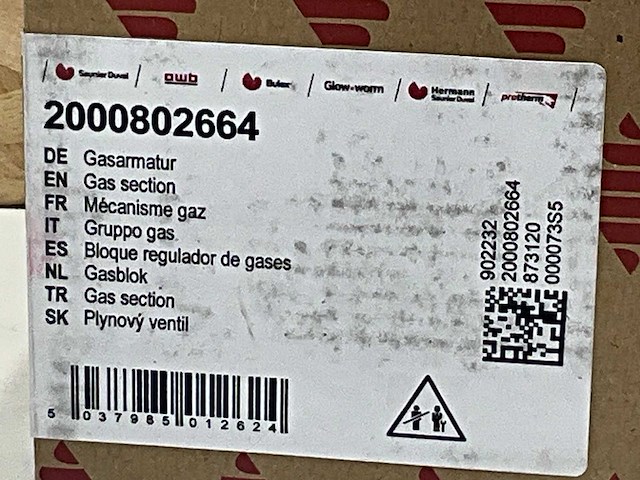 Saunier Duval
awb
Bulex
Glow-worm
Hermann
Saunier Duval
protherm
2000802664
DE Gasarmatur
EN Gas section
FR Mécanisme gaz
IT Gruppo gas
ES Bloque regulador de gases
NL Gasblok
TR Gas section
SK Plynový ventil
902232
2000802664
873120
000073S5
5 037985 012624